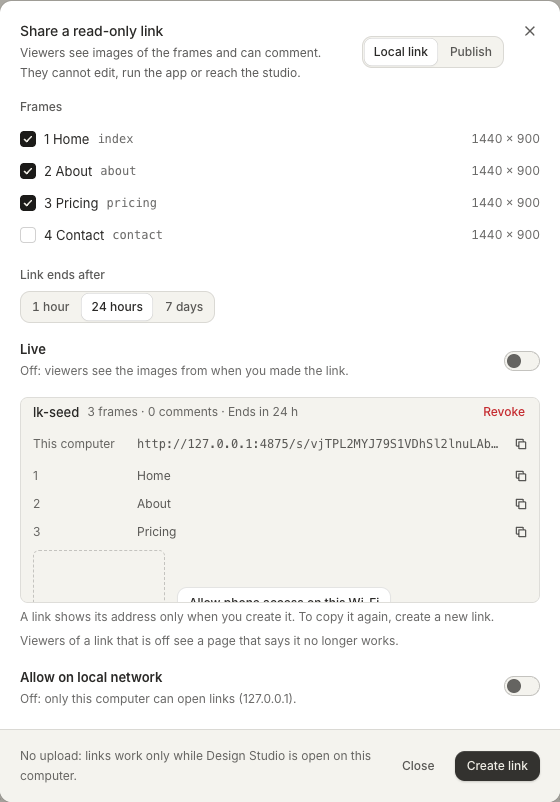 Share a read-only link
Viewers see images of the frames and can comment.
They cannot edit, run the app or reach the studio.
Local link
Publish
Frames
1 Home index 1440 × 900
2 About about 1440 × 900
3 Pricing pricing 1440 × 900
4 Contact contact 1440 × 900
Link ends after
1 hour 24 hours 7 days
Live
Off: viewers see the images from when you made the link.
lk-seed 3 frames · 0 comments · Ends in 24 h Revoke
This computer http://127.0.0.1:4875/s/vjTPL2MYJ79S1VDhSl2lnuLAb…
1 Home
2 About
3 Pricing
Allow phone access on this Wi-Fi
A link shows its address only when you create it. To copy it again, create a new link.
Viewers of a link that is off see a page that says it no longer works.
Allow on local network
Off: only this computer can open links (127.0.0.1).
No upload: links work only while Design Studio is open on this
computer.
Close
Create link